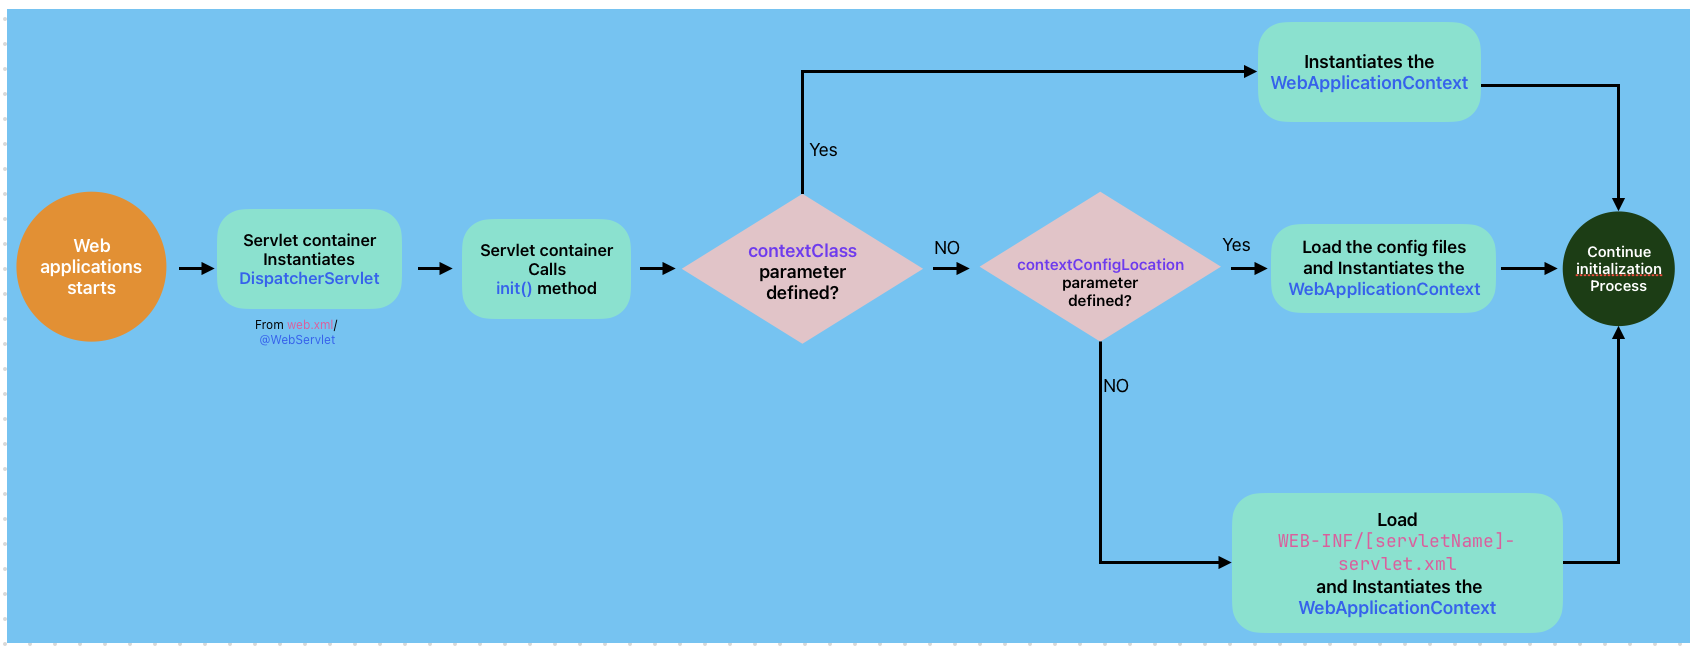 Web
applications
starts
Servlet container
Instantiates
DispatcherServlet
From web.xml/
@WebServlet
Servlet container
Calls
init() method
contextClass
parameter
defined?
Yes
Instantiates the
WebApplicationContext
NO
contextConfigLocation
parameter
defined?
Yes
Load the config files
and Instantiates the
WebApplicationContext
NO
Load
WEB-INF/[servletName]-
servlet.xml
and Instantiates the
WebApplicationContext
Continue
initialization
Process